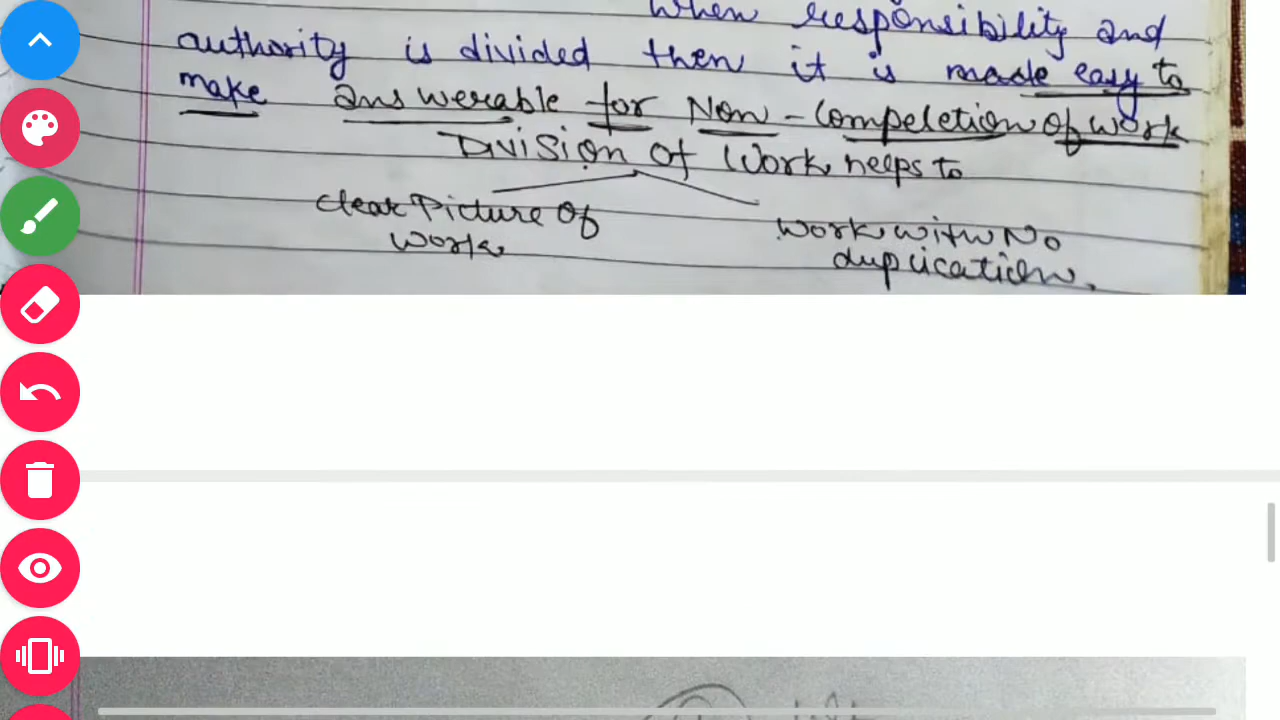 When responsibility and
authority is divided then it is made easy to
make answerable for Non-Compeletion of work
Division of Work helps to
Clear Picture of
Work
Work with No
duplication.